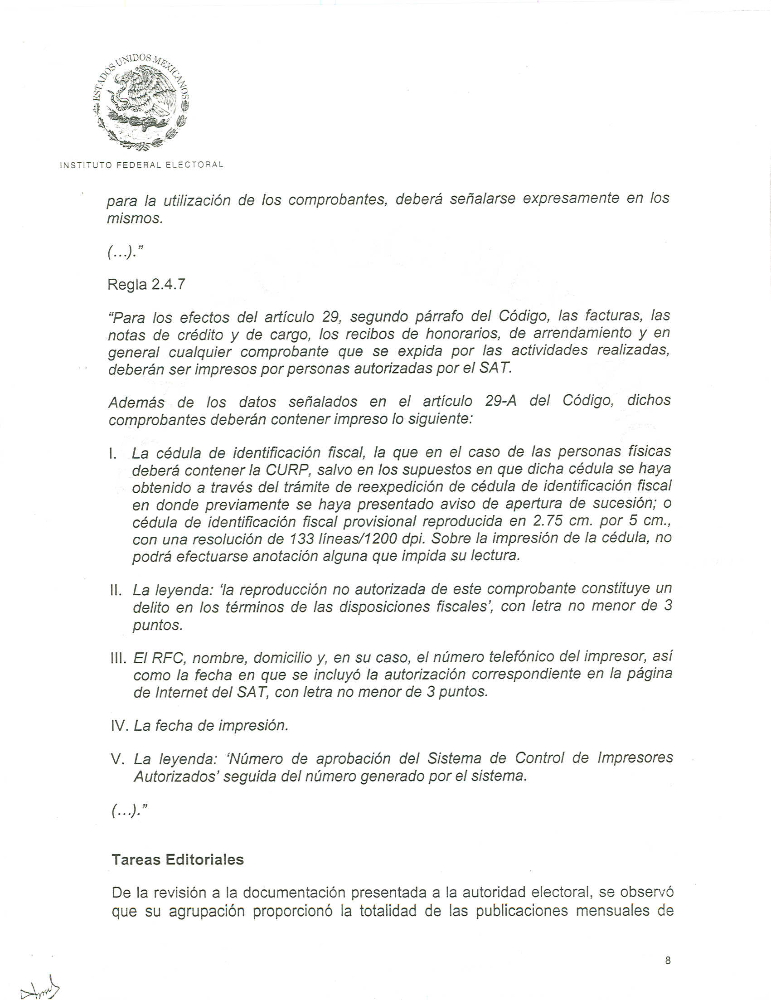 ESTADOS UNIDOS MEXICANOS
INSTITUTO FEDERAL ELECTORAL
para la utilización de los comprobantes, deberá señalarse expresamente en los
mismos.
(...).”
Regla 2.4.7
“Para los efectos del artículo 29, segundo párrafo del Código, las facturas, las
notas de crédito y de cargo, los recibos de honorarios, de arrendamiento y en
general cualquier comprobante que se expida por las actividades realizadas,
deberán ser impresos por personas autorizadas por el SAT.
Además de los datos señalados en el artículo 29-A del Código, dichos
comprobantes deberán contener impreso lo siguiente:
I. La cédula de identificación fiscal, la que en el caso de las personas físicas
deberá contener la CURP, salvo en los supuestos en que dicha cédula se haya
obtenido a través del trámite de reexpedición de cédula de identificación fiscal
en donde previamente se haya presentado aviso de apertura de sucesión; o
cédula de identificación fiscal provisional reproducida en 2.75 cm. por 5 cm.,
con una resolución de 133 líneas/1200 dpi. Sobre la impresión de la cédula, no
podrá efectuarse anotación alguna que impida su lectura.
II. La leyenda: ‘la reproducción no autorizada de este comprobante constituye un
delito en los términos de las disposiciones fiscales’, con letra no menor de 3
puntos.
III. El RFC, nombre, domicilio y, en su caso, el número telefónico del impresor, así
como la fecha en que se incluyó la autorización correspondiente en la página
de Internet del SAT, con letra no menor de 3 puntos.
IV. La fecha de impresión.
V. La leyenda: ‘Número de aprobación del Sistema de Control de Impresores
Autorizados’ seguida del número generado por el sistema.
(...).”
Tareas Editoriales
De la revisión a la documentación presentada a la autoridad electoral, se observó
que su agrupación proporcionó la totalidad de las publicaciones mensuales de
8